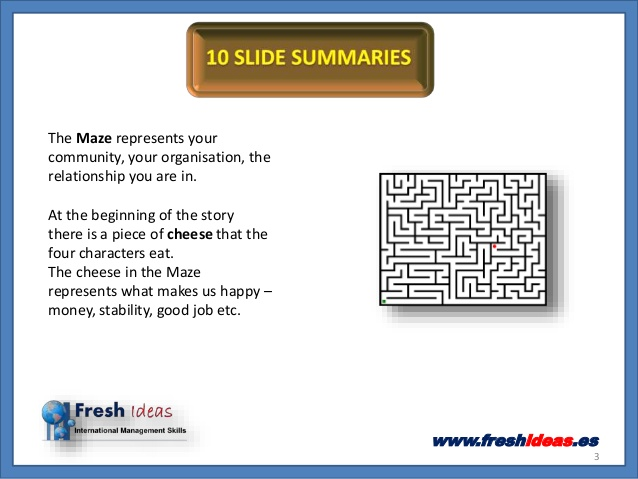 10 SLIDE SUMMARIES
The Maze represents your
community, your organisation, the
relationship you are in.
At the beginning of the story
there is a piece of cheese that the
four characters eat.
The cheese in the Maze
represents what makes us happy –
money, stability, good job etc.
Fresh Ideas
International Management Skills
www.freshideas.es
3